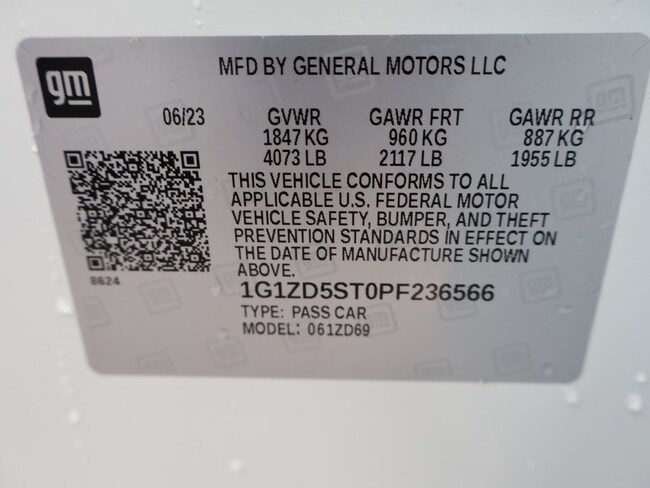 gm
MFD BY GENERAL MOTORS LLC
06/23 GVWR GAWR FRT GAWR RR
1847 KG 960 KG 887 KG
4073 LB 2117 LB 1955 LB
THIS VEHICLE CONFORMS TO ALL
APPLICABLE U.S. FEDERAL MOTOR
VEHICLE SAFETY, BUMPER, AND THEFT
PREVENTION STANDARDS IN EFFECT ON
THE DATE OF MANUFACTURE SHOWN
ABOVE.
8624
1G1ZD5ST0PF236566
TYPE: PASS CAR
MODEL: 061ZD69